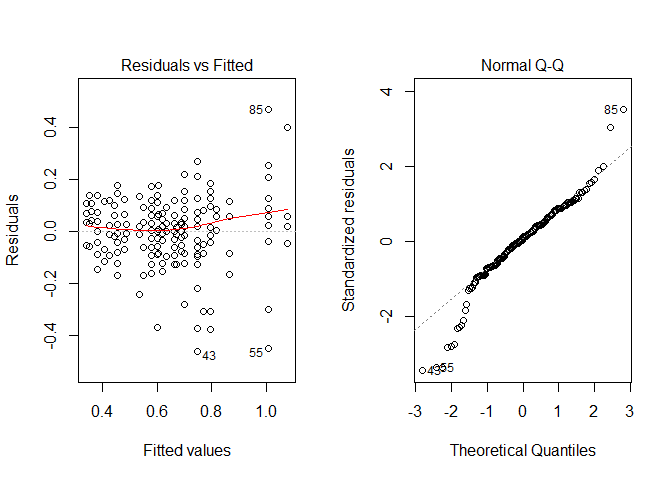 Residuals vs Fitted
Residuals
0.4
0.2
0.0
-0.2
-0.4
85
43
55
0.4 0.6 0.8 1.0
Fitted values
Normal Q-Q
Standardized residuals
4
2
0
-2
85
43
55
-3 -2 -1 0 1 2 3
Theoretical Quantiles